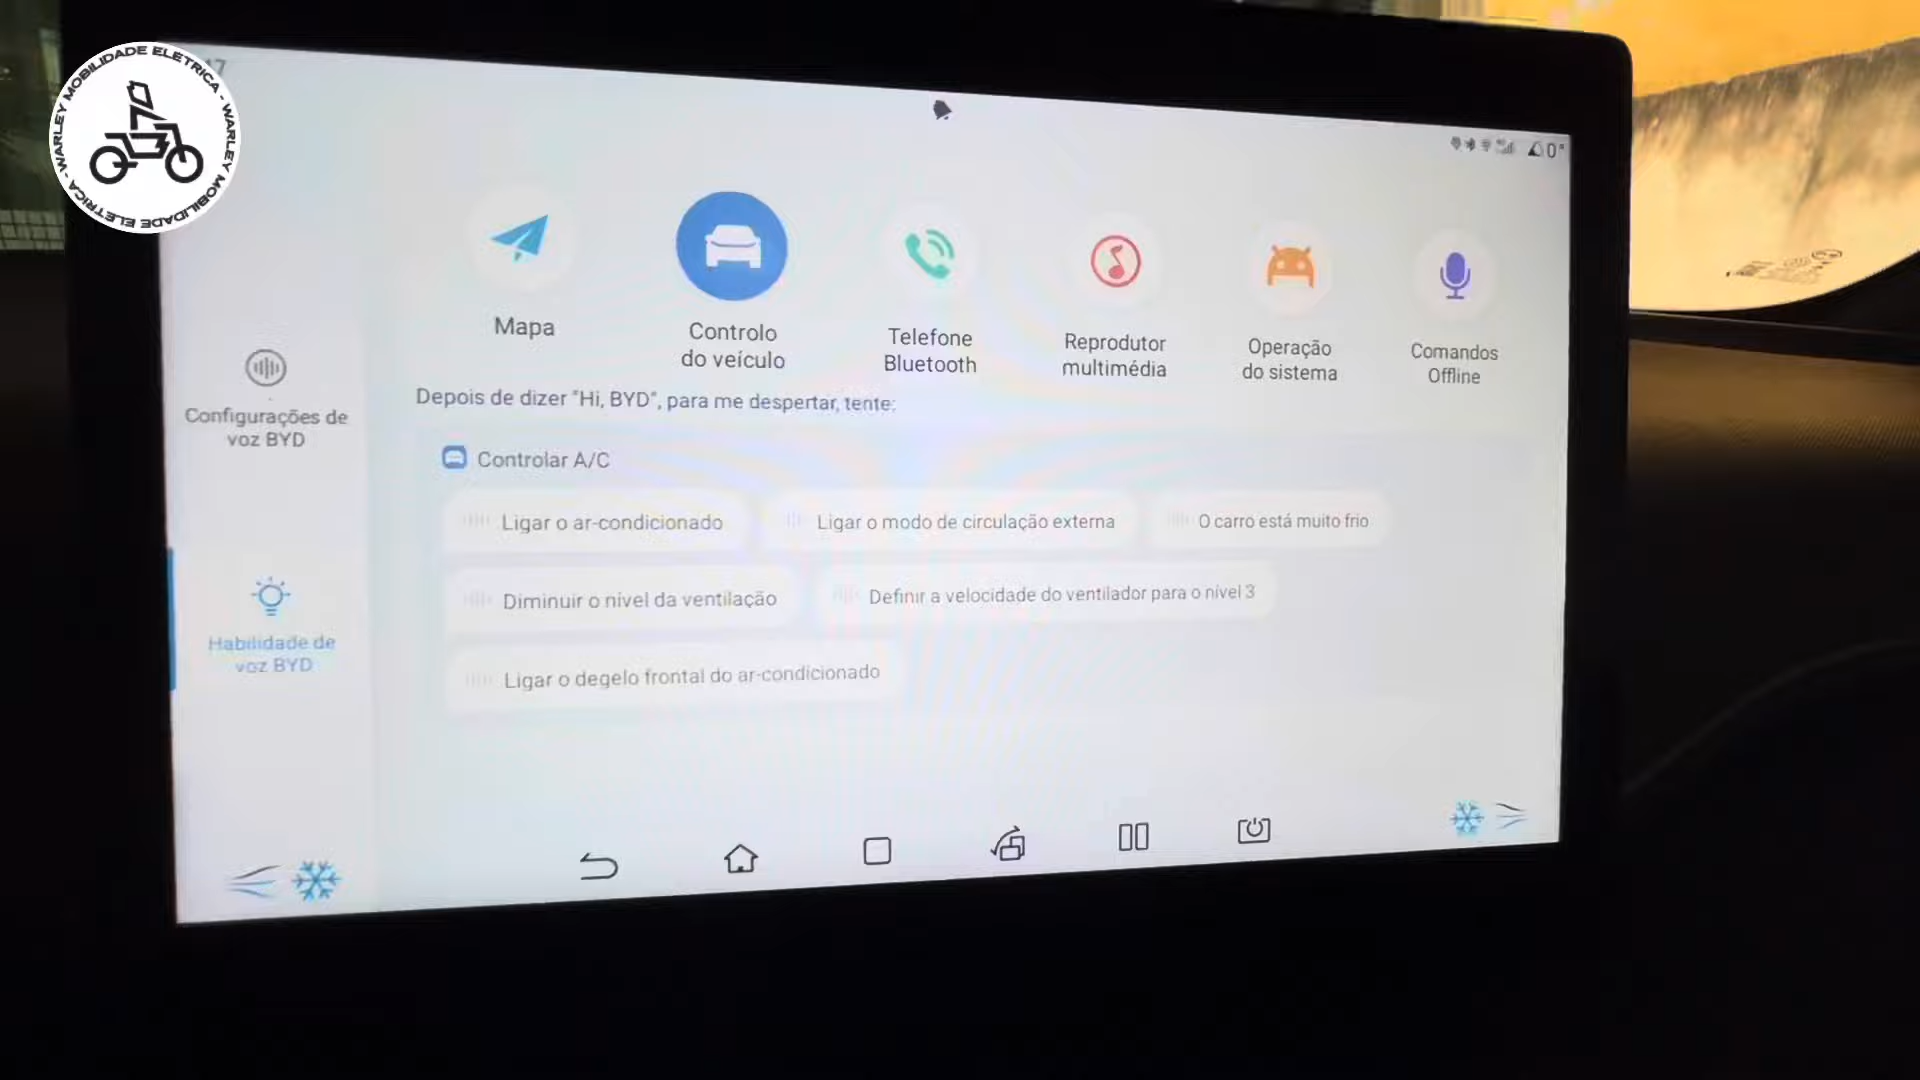 WARLEY MOBILIDADE ELETRICA - WARLEY MOBILIDADE ELETRICA -
0°
Mapa
Controlo
do veículo
Telefone
Bluetooth
Reprodutor
multimédia
Operação
do sistema
Comandos
Offline
Configurações de
voz BYD
Habilidade de
voz BYD
Depois de dizer "Hi, BYD", para me despertar, tente:
Controlar A/C
Ligar o ar-condicionado
Ligar o modo de circulação externa
O carro está muito frio
Diminuir o nível da ventilação
Definir a velocidade do ventilador para o nível 3
Ligar o degelo frontal do ar-condicionado